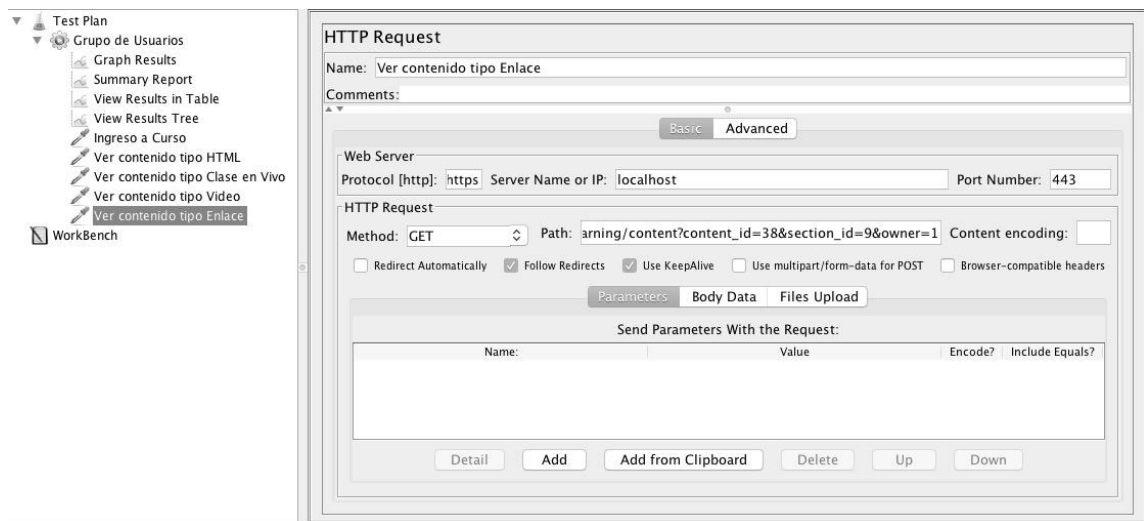 Test Plan
Grupo de Usuarios
Graph Results
Summary Report
View Results in Table
View Results Tree
Ingreso a Curso
Ver contenido tipo HTML
Ver contenido tipo Clase en Vivo
Ver contenido tipo Video
Ver contenido tipo Enlace
WorkBench
HTTP Request
Name: Ver contenido tipo Enlace
Comments:
Basic Advanced
Web Server
Protocol [http]: https Server Name or IP: localhost Port Number: 443
HTTP Request
Method: GET Path: arning/content?content_id=38&section_id=9&owner=1 Content encoding:
Redirect Automatically Follow Redirects Use KeepAlive Use multipart/form-data for POST Browser-compatible headers
Parameters Body Data Files Upload
Send Parameters With the Request:
Name: Value Encode? Include Equals?
Detail Add Add from Clipboard Delete Up Down